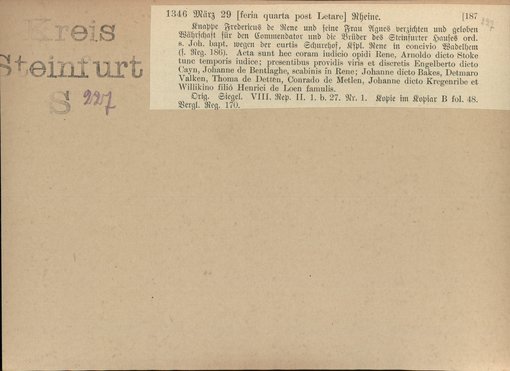 Kreis
Steinfurt
S 227
1346 März 29 [feria quarta post Letare] Rheine. [187
Knappe Fredericus de Rene und seine Frau Agnes verzichten und geloben
Währschaft für den Commendator und die Brüder des Steinfurter Hauses ord.
s. Joh. bapt. wegen der curtis Schurehof, Kspl. Rene in concivio Wadelhem
(s. Reg. 186). Acta sunt hec coram iudicio opidi Rene, Arnoldo dicto Stoke
tunc temporis iudice; presentibus providis viris et discretis Engelberto dicto
Cayn, Johanne de Bentlaghe, scabinis in Rene; Johanne dicto Bakes, Detmaro
Valken, Thoma de Detten, Conrado de Metlen, Johanne dicto Kregenribe et
Willikino filio Henrici de Loen famulis.
Orig. Siegel. VIII. Rep. II. 1. b. 27. Nr. 1. Kopie im Kopiar B fol. 48.
Vergl. Reg. 170.